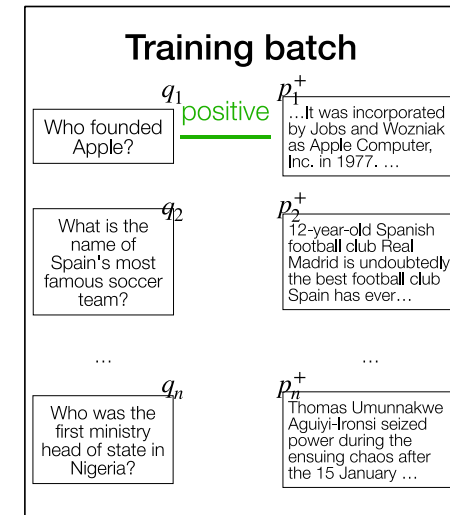 Training batch
q₁
p₁⁺
positive
Who founded
Apple?
…It was incorporated
by Jobs and Wozniak
as Apple Computer,
Inc. in 1977. …
q₂
p₂⁺
What is the
name of
Spain's most
famous soccer
team?
12-year-old Spanish
football club Real
Madrid is undoubtedly
the best football club
Spain has ever…
…
…
qₙ
pₙ⁺
Who was the
first ministry
head of state in
Nigeria?
Thomas Umunnakwe
Aguiyi-Ironsi seized
power during the
ensuing chaos after
the 15 January …